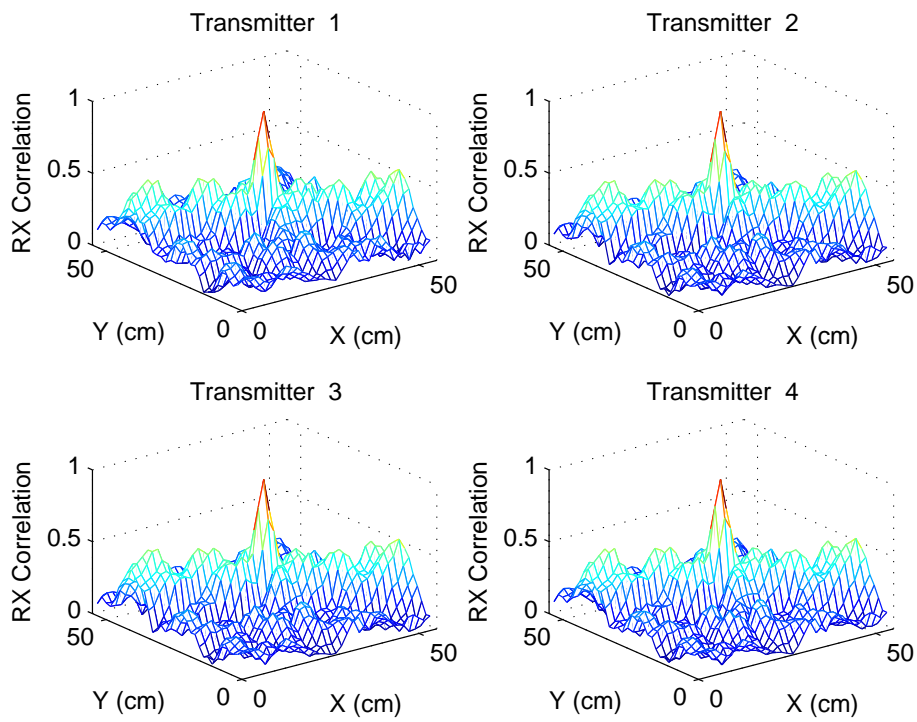 Transmitter 1
1
0.5
0
RX Correlation
50
0
Y (cm)
0
50
X (cm)
Transmitter 2
1
0.5
0
RX Correlation
50
0
Y (cm)
0
50
X (cm)
Transmitter 3
1
0.5
0
RX Correlation
50
0
Y (cm)
0
50
X (cm)
Transmitter 4
1
0.5
0
RX Correlation
50
0
Y (cm)
0
50
X (cm)